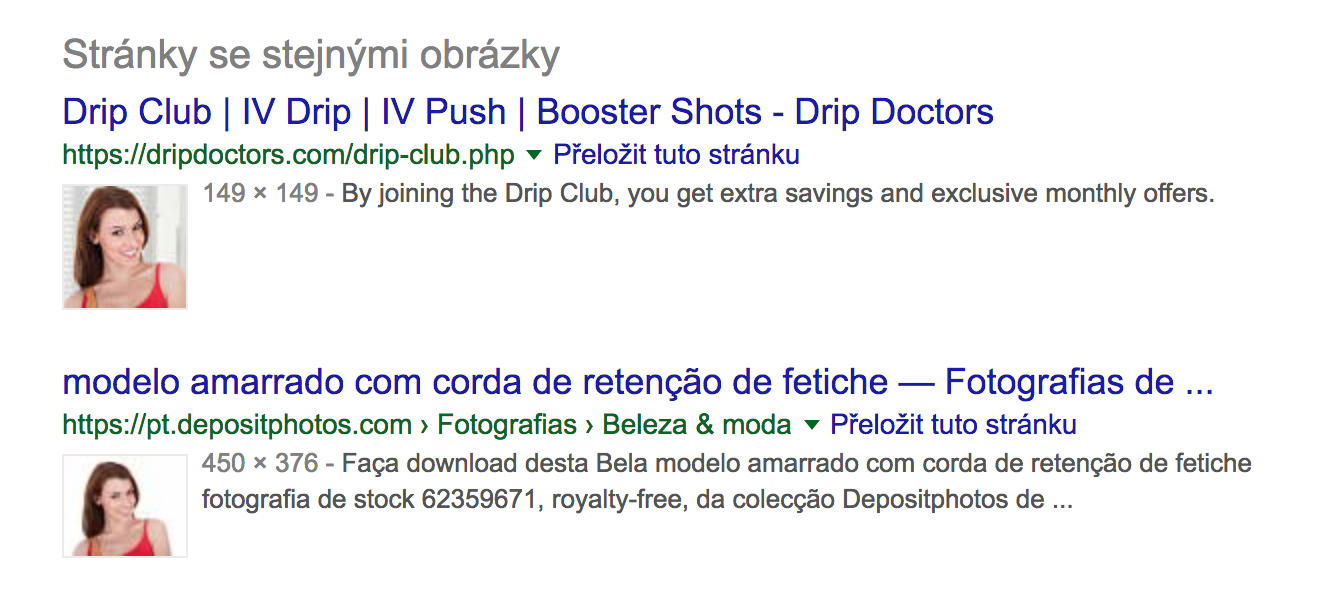 Stránky se stejnými obrázky
Drip Club | IV Drip | IV Push | Booster Shots - Drip Doctors
https://dripdoctors.com/drip-club.php ▼ Přeložit tuto stránku
149 × 149 - By joining the Drip Club, you get extra savings and exclusive monthly offers.
modelo amarrado com corda de retenção de fetiche — Fotografias de ...
https://pt.depositphotos.com › Fotografias › Beleza & moda ▼ Přeložit tuto stránku
450 × 376 - Faça download desta Bela modelo amarrado com corda de retenção de fetiche
fotografia de stock 62359671, royalty-free, da colecção Depositphotos de ...